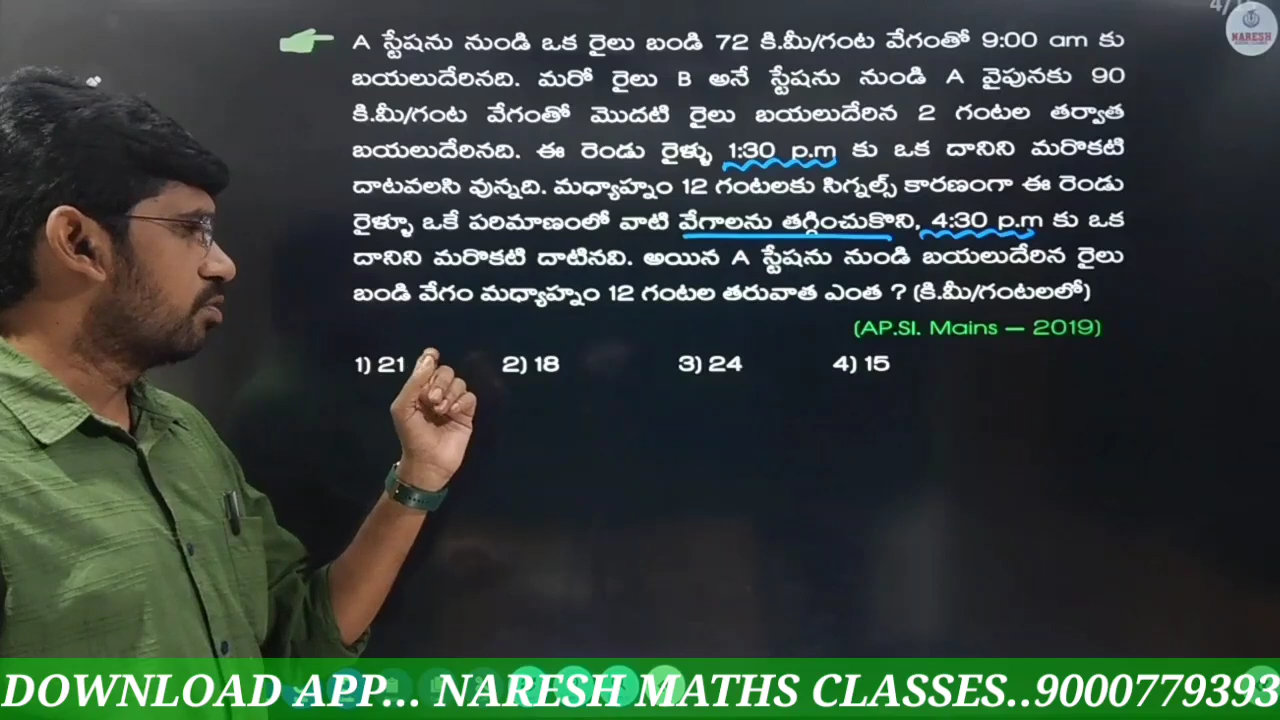 4/1
NARESH
A స్టేషను నుండి ఒక రైలు బండి 72 కి.మీ/గంట వేగంతో 9:00 am కు
బయలుదేరినది. మరో రైలు B అనే స్టేషను నుండి A వైపునకు 90
కి.మీ/గంట వేగంతో మొదటి రైలు బయలుదేరిన 2 గంటల తర్వాత
బయలుదేరినది. ఈ రెండు రైళ్ళు 1:30 p.m కు ఒక దానిని మరొకటి
దాటవలసి వున్నది. మధ్యాహ్నం 12 గంటలకు సిగ్నల్స్ కారణంగా ఈ రెండు
రైళ్ళూ ఒకే పరిమాణంలో వాటి వేగాలను తగ్గించుకొని, 4:30 p.m కు ఒక
దానిని మరొకటి దాటినవి. అయిన A స్టేషను నుండి బయలుదేరిన రైలు
బండి వేగం మధ్యాహ్నం 12 గంటల తరువాత ఎంత ? (కి.మీ/గంటలలో)
(AP.SI. Mains – 2019)
1) 21 2) 18 3) 24 4) 15
DOWNLOAD APP... NARESH MATHS CLASSES..9000779393